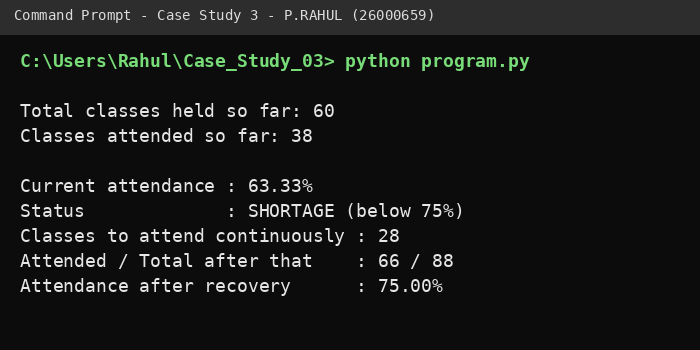 Command Prompt - Case Study 3 - P.RAHUL (26000659)
C:\Users\Rahul\Case_Study_03> python program.py
Total classes held so far: 60
Classes attended so far: 38
Current attendance : 63.33%
Status             : SHORTAGE (below 75%)
Classes to attend continuously : 28
Attended / Total after that    : 66 / 88
Attendance after recovery      : 75.00%